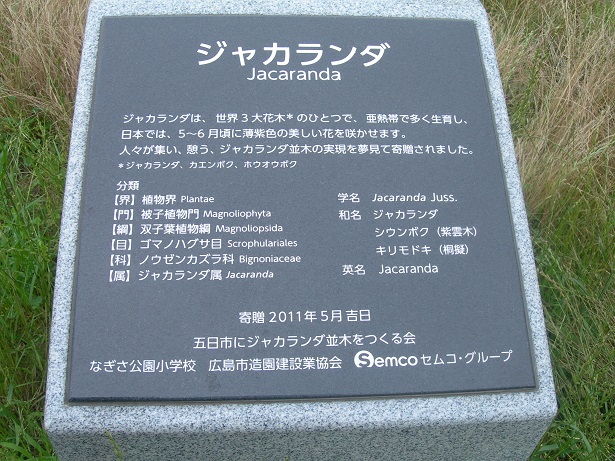 ジャカランダ
Jacaranda
ジャカランダは、世界3大花木*のひとつで、亜熱帯で多く生育し、
日本では、5~6月頃に薄紫色の美しい花を咲かせます。
人々が集い、憩う、ジャカランダ並木の実現を夢見て寄贈されました。
*ジャカランダ、カエンボク、ホウオウボク
分類
【界】植物界 Plantae
【門】被子植物門 Magnoliophyta
【綱】双子葉植物綱 Magnoliopsida
【目】ゴマノハグサ目 Scrophulariales
【科】ノウゼンカズラ科 Bignoniaceae
【属】ジャカランダ属 Jacaranda
学名 Jacaranda Juss.
和名 ジャカランダ
シウンボク(紫雲木)
キリモドキ(桐擬)
英名 Jacaranda
寄贈 2011年5月吉日
五日市にジャカランダ並木をつくる会
なぎさ公園小学校 広島市造園建設業協会 Semco セムコ・グループ